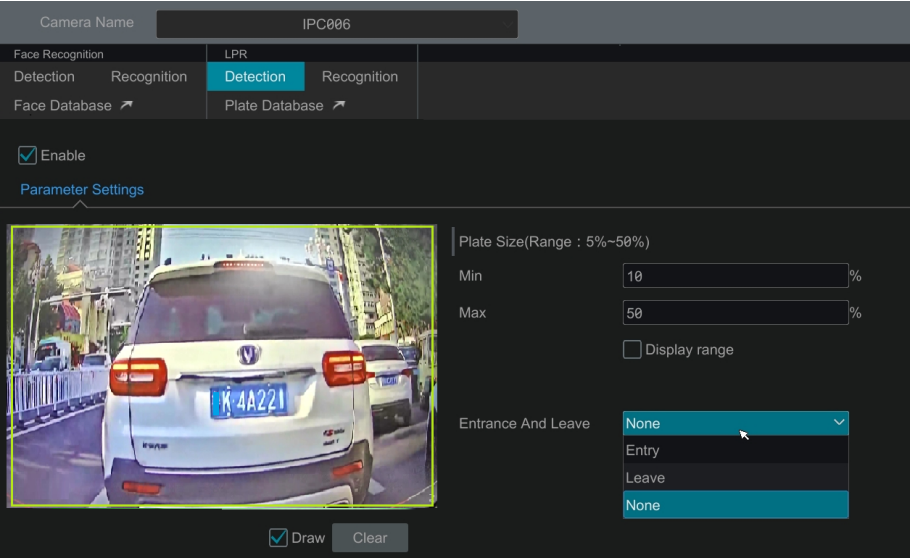 Camera Name IPC006
Face Recognition LPR
Detection Recognition Detection Recognition
Face Database Plate Database
Enable
Parameter Settings
Plate Size(Range : 5%~50%)
Min 10 %
Max 50 %
Display range
K 4A221
Entrance And Leave None
Entry
Leave
None
Draw Clear